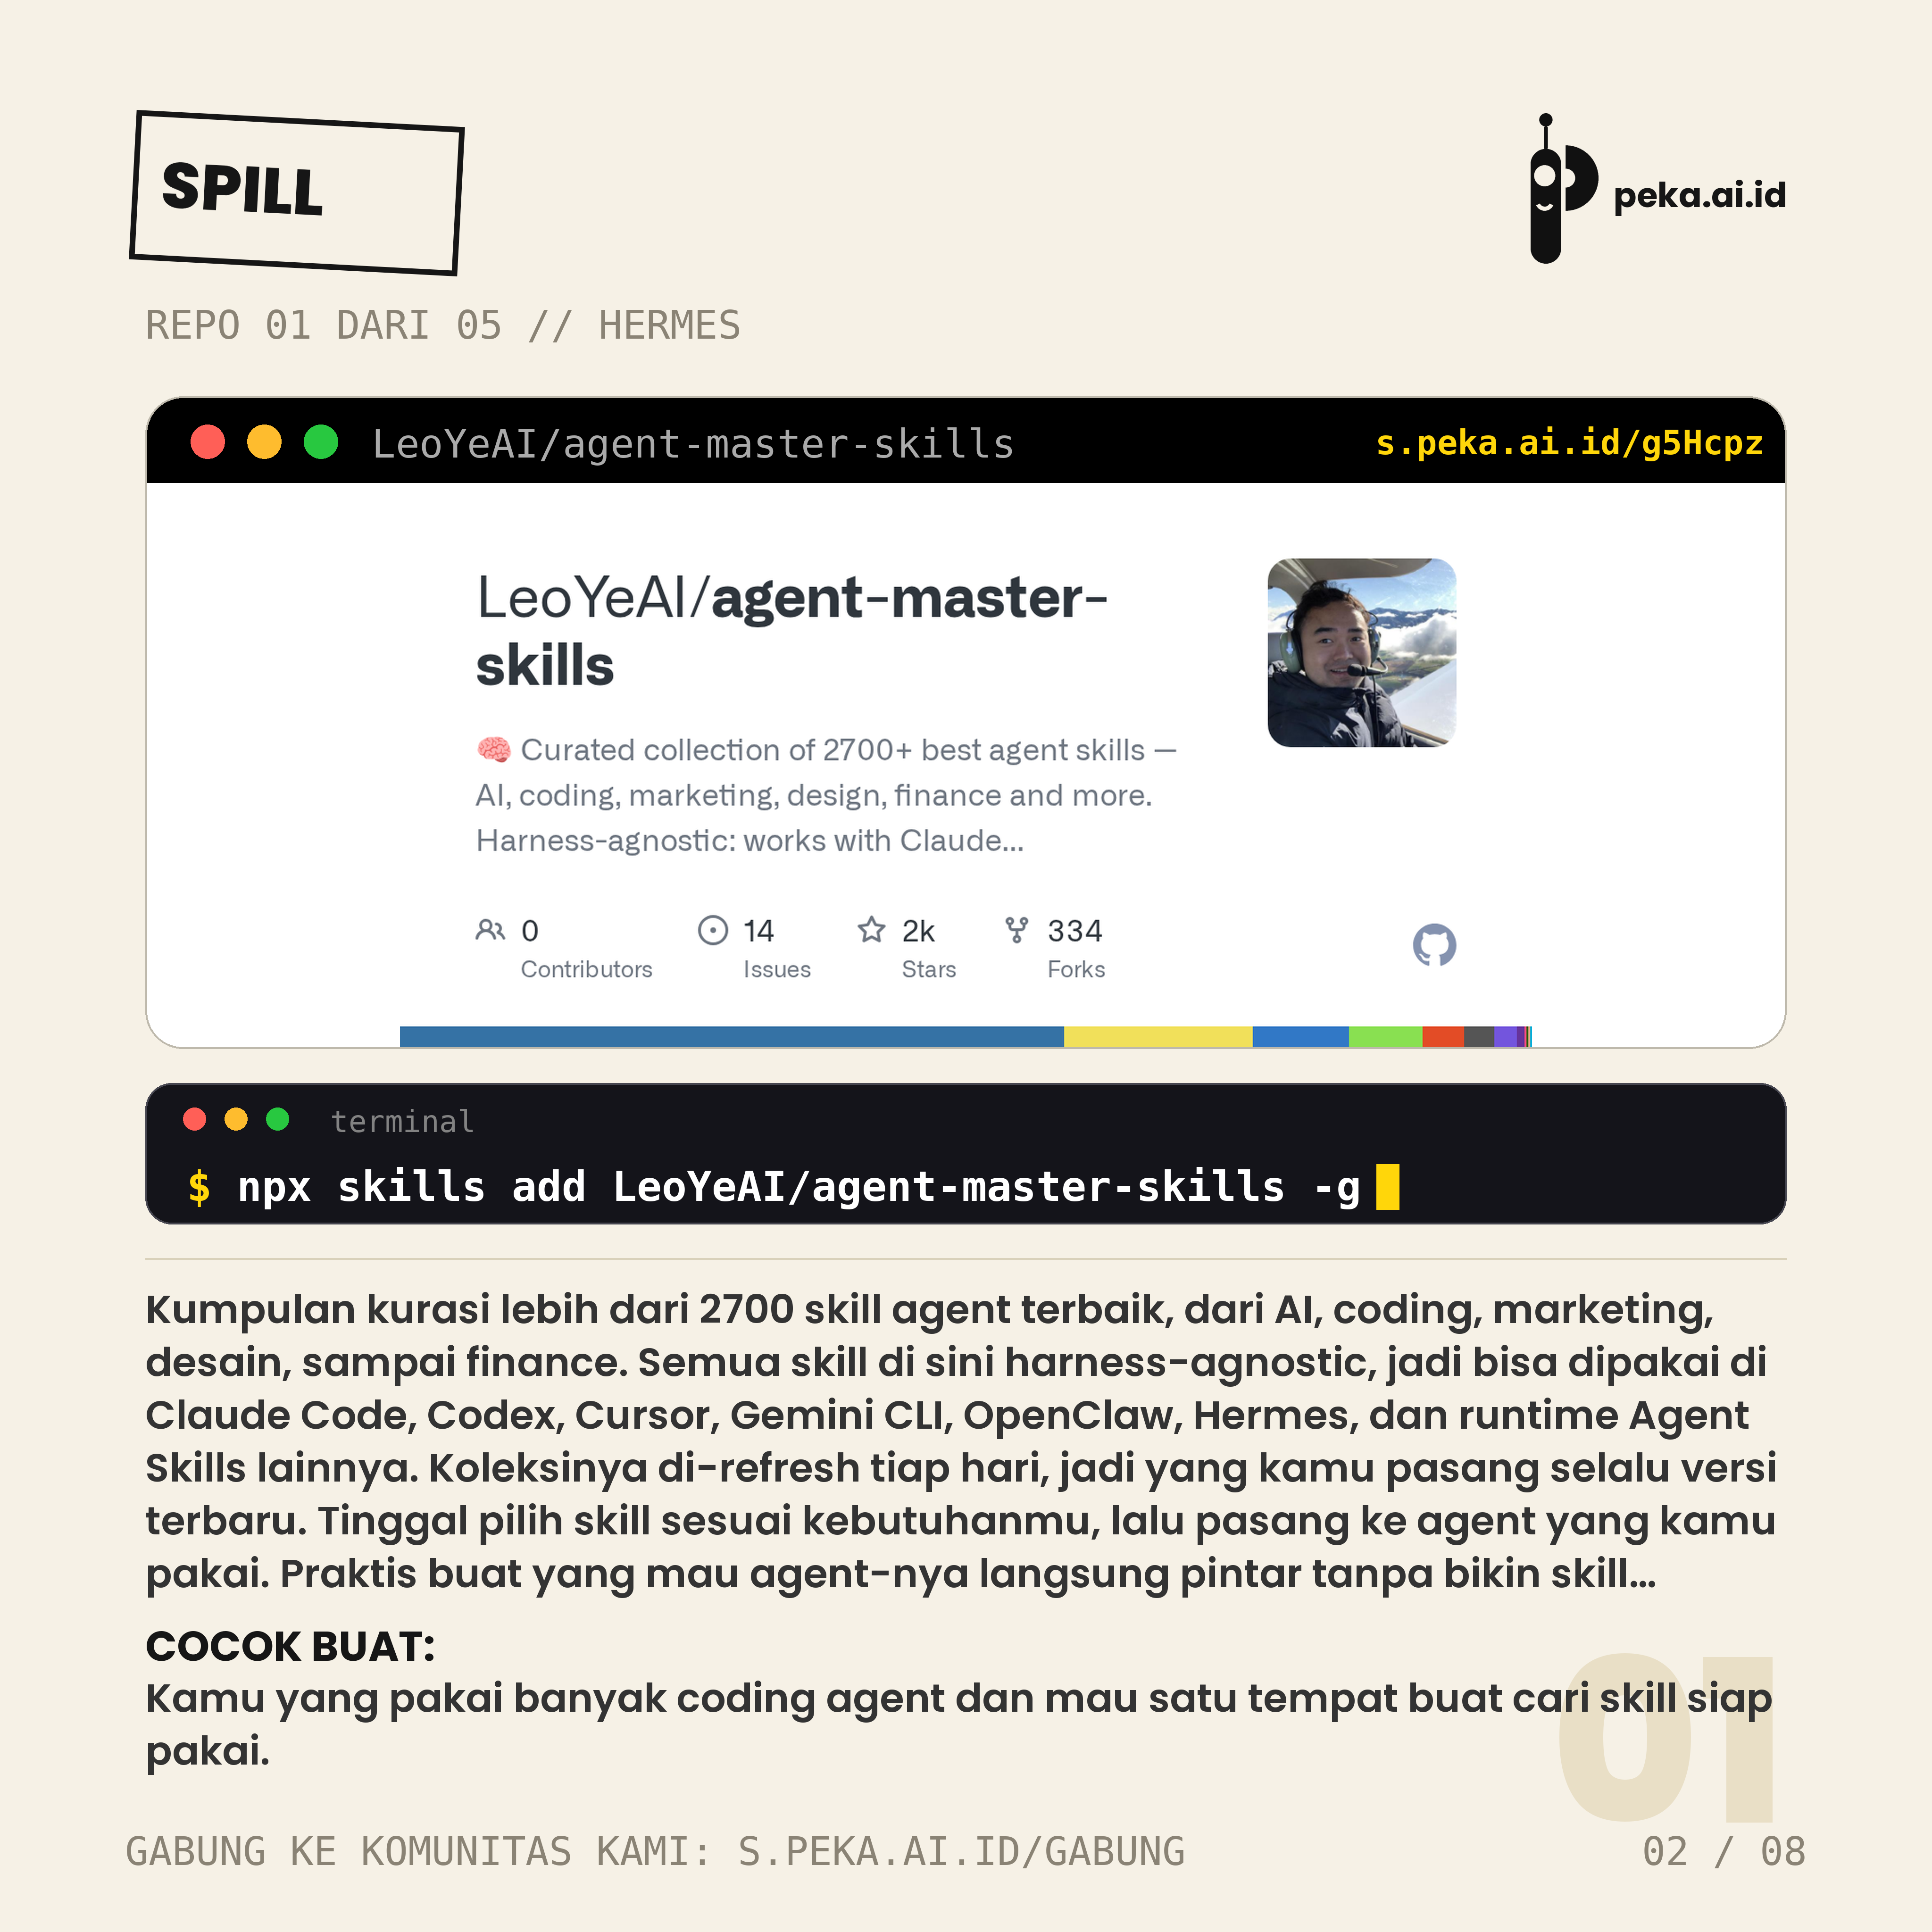 SPILL
peka.ai.id
REPO 01 DARI 05 // HERMES
LeoYeAI/agent-master-skills
s.peka.ai.id/g5Hcpz
LeoYeAI/agent-master-
skills
🧠 Curated collection of 2700+ best agent skills —
AI, coding, marketing, design, finance and more.
Harness-agnostic: works with Claude...
0
Contributors
14
Issues
2k
Stars
334
Forks
terminal
$ npx skills add LeoYeAI/agent-master-skills -g
Kumpulan kurasi lebih dari 2700 skill agent terbaik, dari AI, coding, marketing,
desain, sampai finance. Semua skill di sini harness-agnostic, jadi bisa dipakai di
Claude Code, Codex, Cursor, Gemini CLI, OpenClaw, Hermes, dan runtime Agent
Skills lainnya. Koleksinya di-refresh tiap hari, jadi yang kamu pasang selalu versi
terbaru. Tinggal pilih skill sesuai kebutuhanmu, lalu pasang ke agent yang kamu
pakai. Praktis buat yang mau agent-nya langsung pintar tanpa bikin skill...
COCOK BUAT:
Kamu yang pakai banyak coding agent dan mau satu tempat buat cari skill siap
pakai.
01
GABUNG KE KOMUNITAS KAMI: S.PEKA.AI.ID/GABUNG
02 / 08